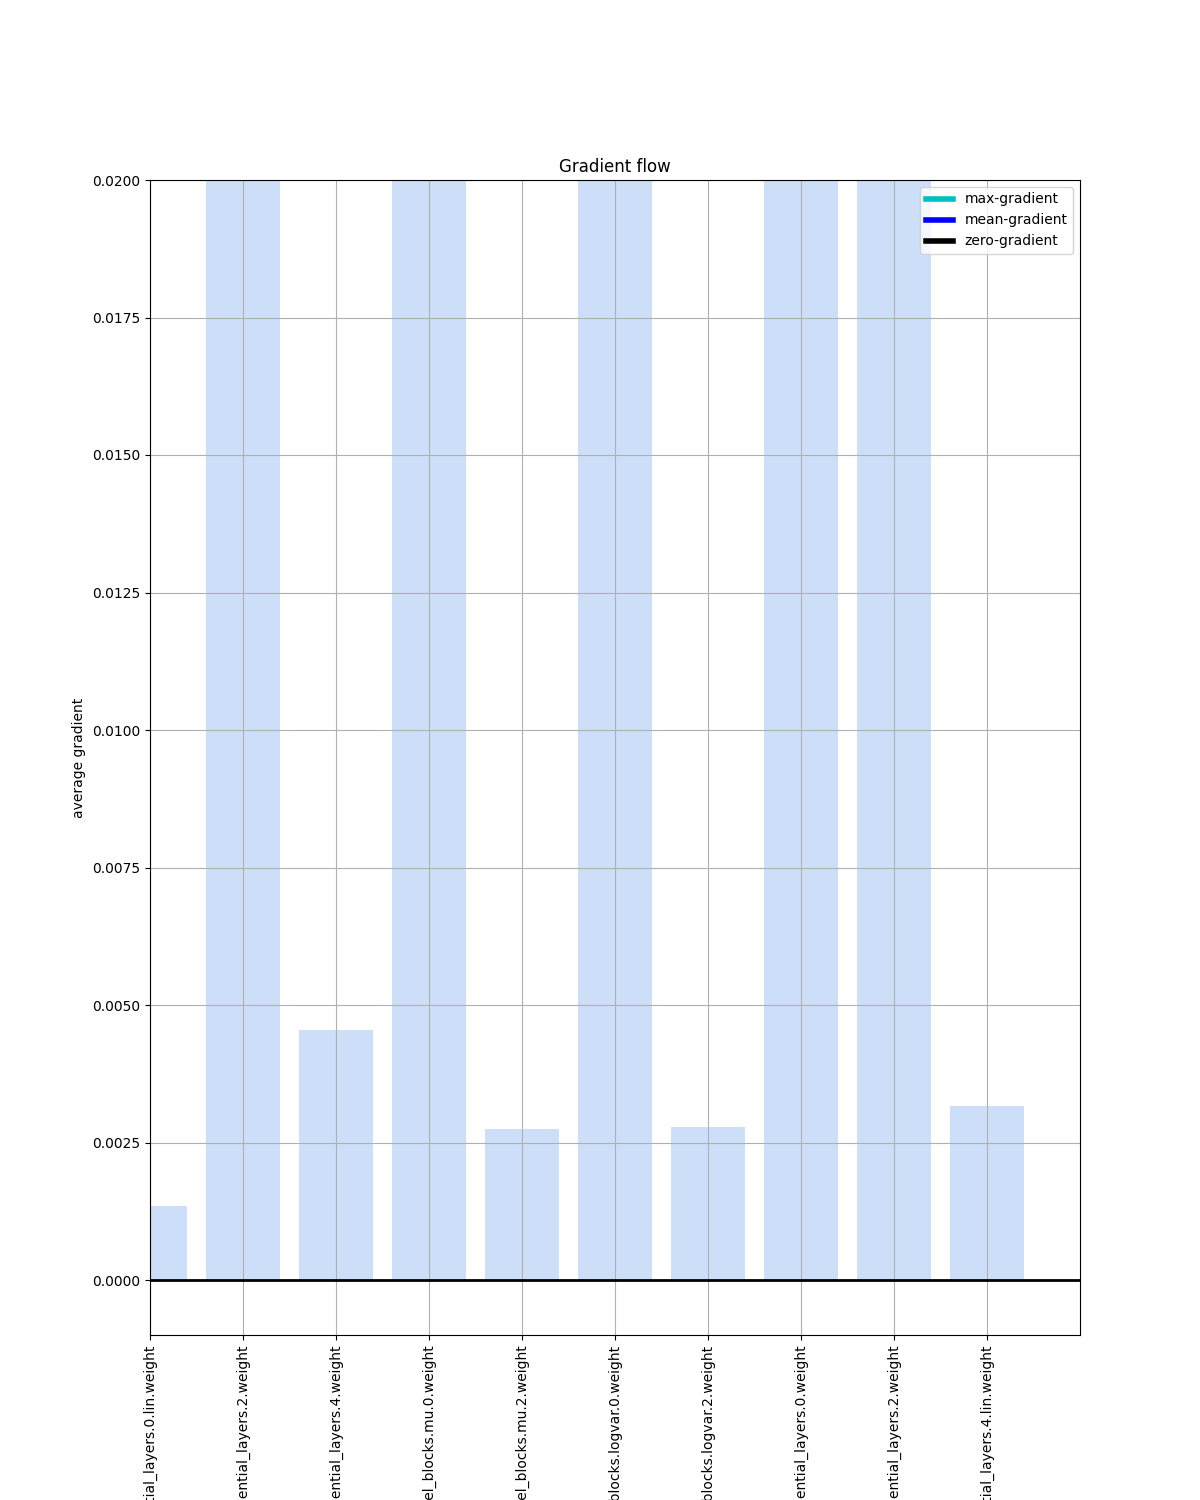 Gradient flow
max-gradient
mean-gradient
zero-gradient
0.0200
0.0175
0.0150
0.0125
0.0100
0.0075
0.0050
0.0025
0.0000
average gradient
tial_layers.0.lin.weight
ential_layers.2.weight
ential_layers.4.weight
el_blocks.mu.0.weight
el_blocks.mu.2.weight
blocks.logvar.0.weight
blocks.logvar.2.weight
ential_layers.0.weight
ential_layers.2.weight
tial_layers.4.lin.weight